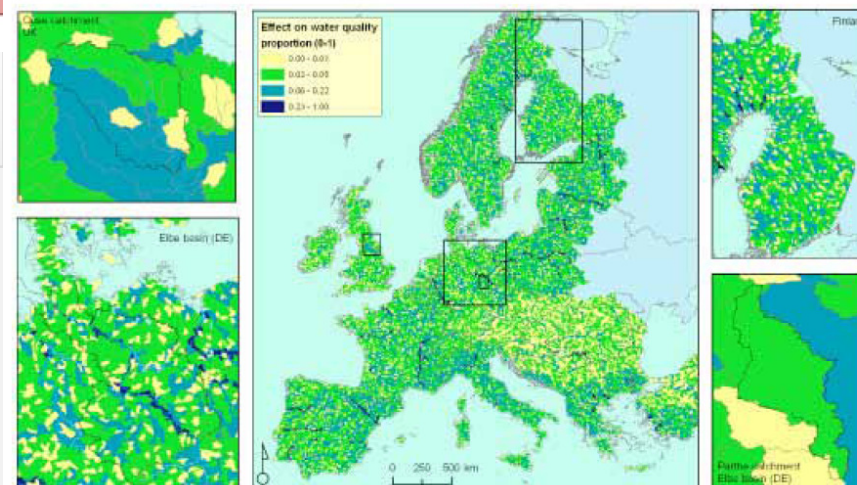 Ouse catchment
UK
Effect on water quality
proportion (0-1)
0.00 - 0.01
0.02 - 0.05
0.06 - 0.22
0.23 - 1.00
Elbe basin (DE)
0 250 500 km
Parthe catchment
Elbe basin (DE)